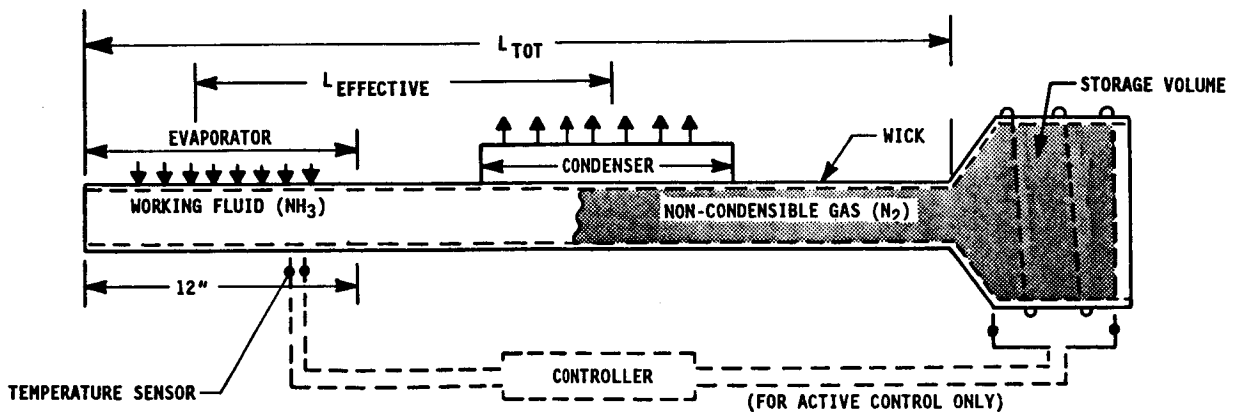 L TOT
L EFFECTIVE
STORAGE VOLUME
EVAPORATOR
WICK
CONDENSER
WORKING FLUID (NH3)
NON-CONDENSIBLE GAS (N2)
12"
TEMPERATURE SENSOR
CONTROLLER
(FOR ACTIVE CONTROL ONLY)